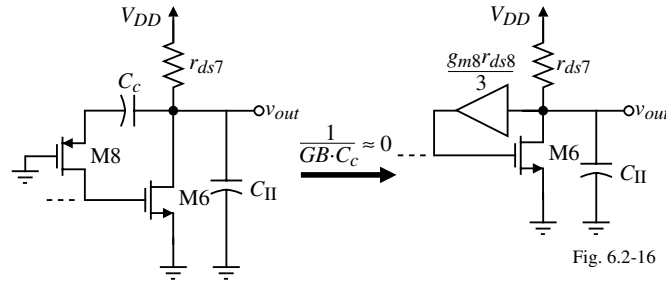 V_DD
r_ds7
C_c
v_out
M8
M6
C_II
1
GB·C_c
≈ 0
V_DD
g_m8 r_ds8
3
r_ds7
v_out
M6
C_II
Fig. 6.2-16